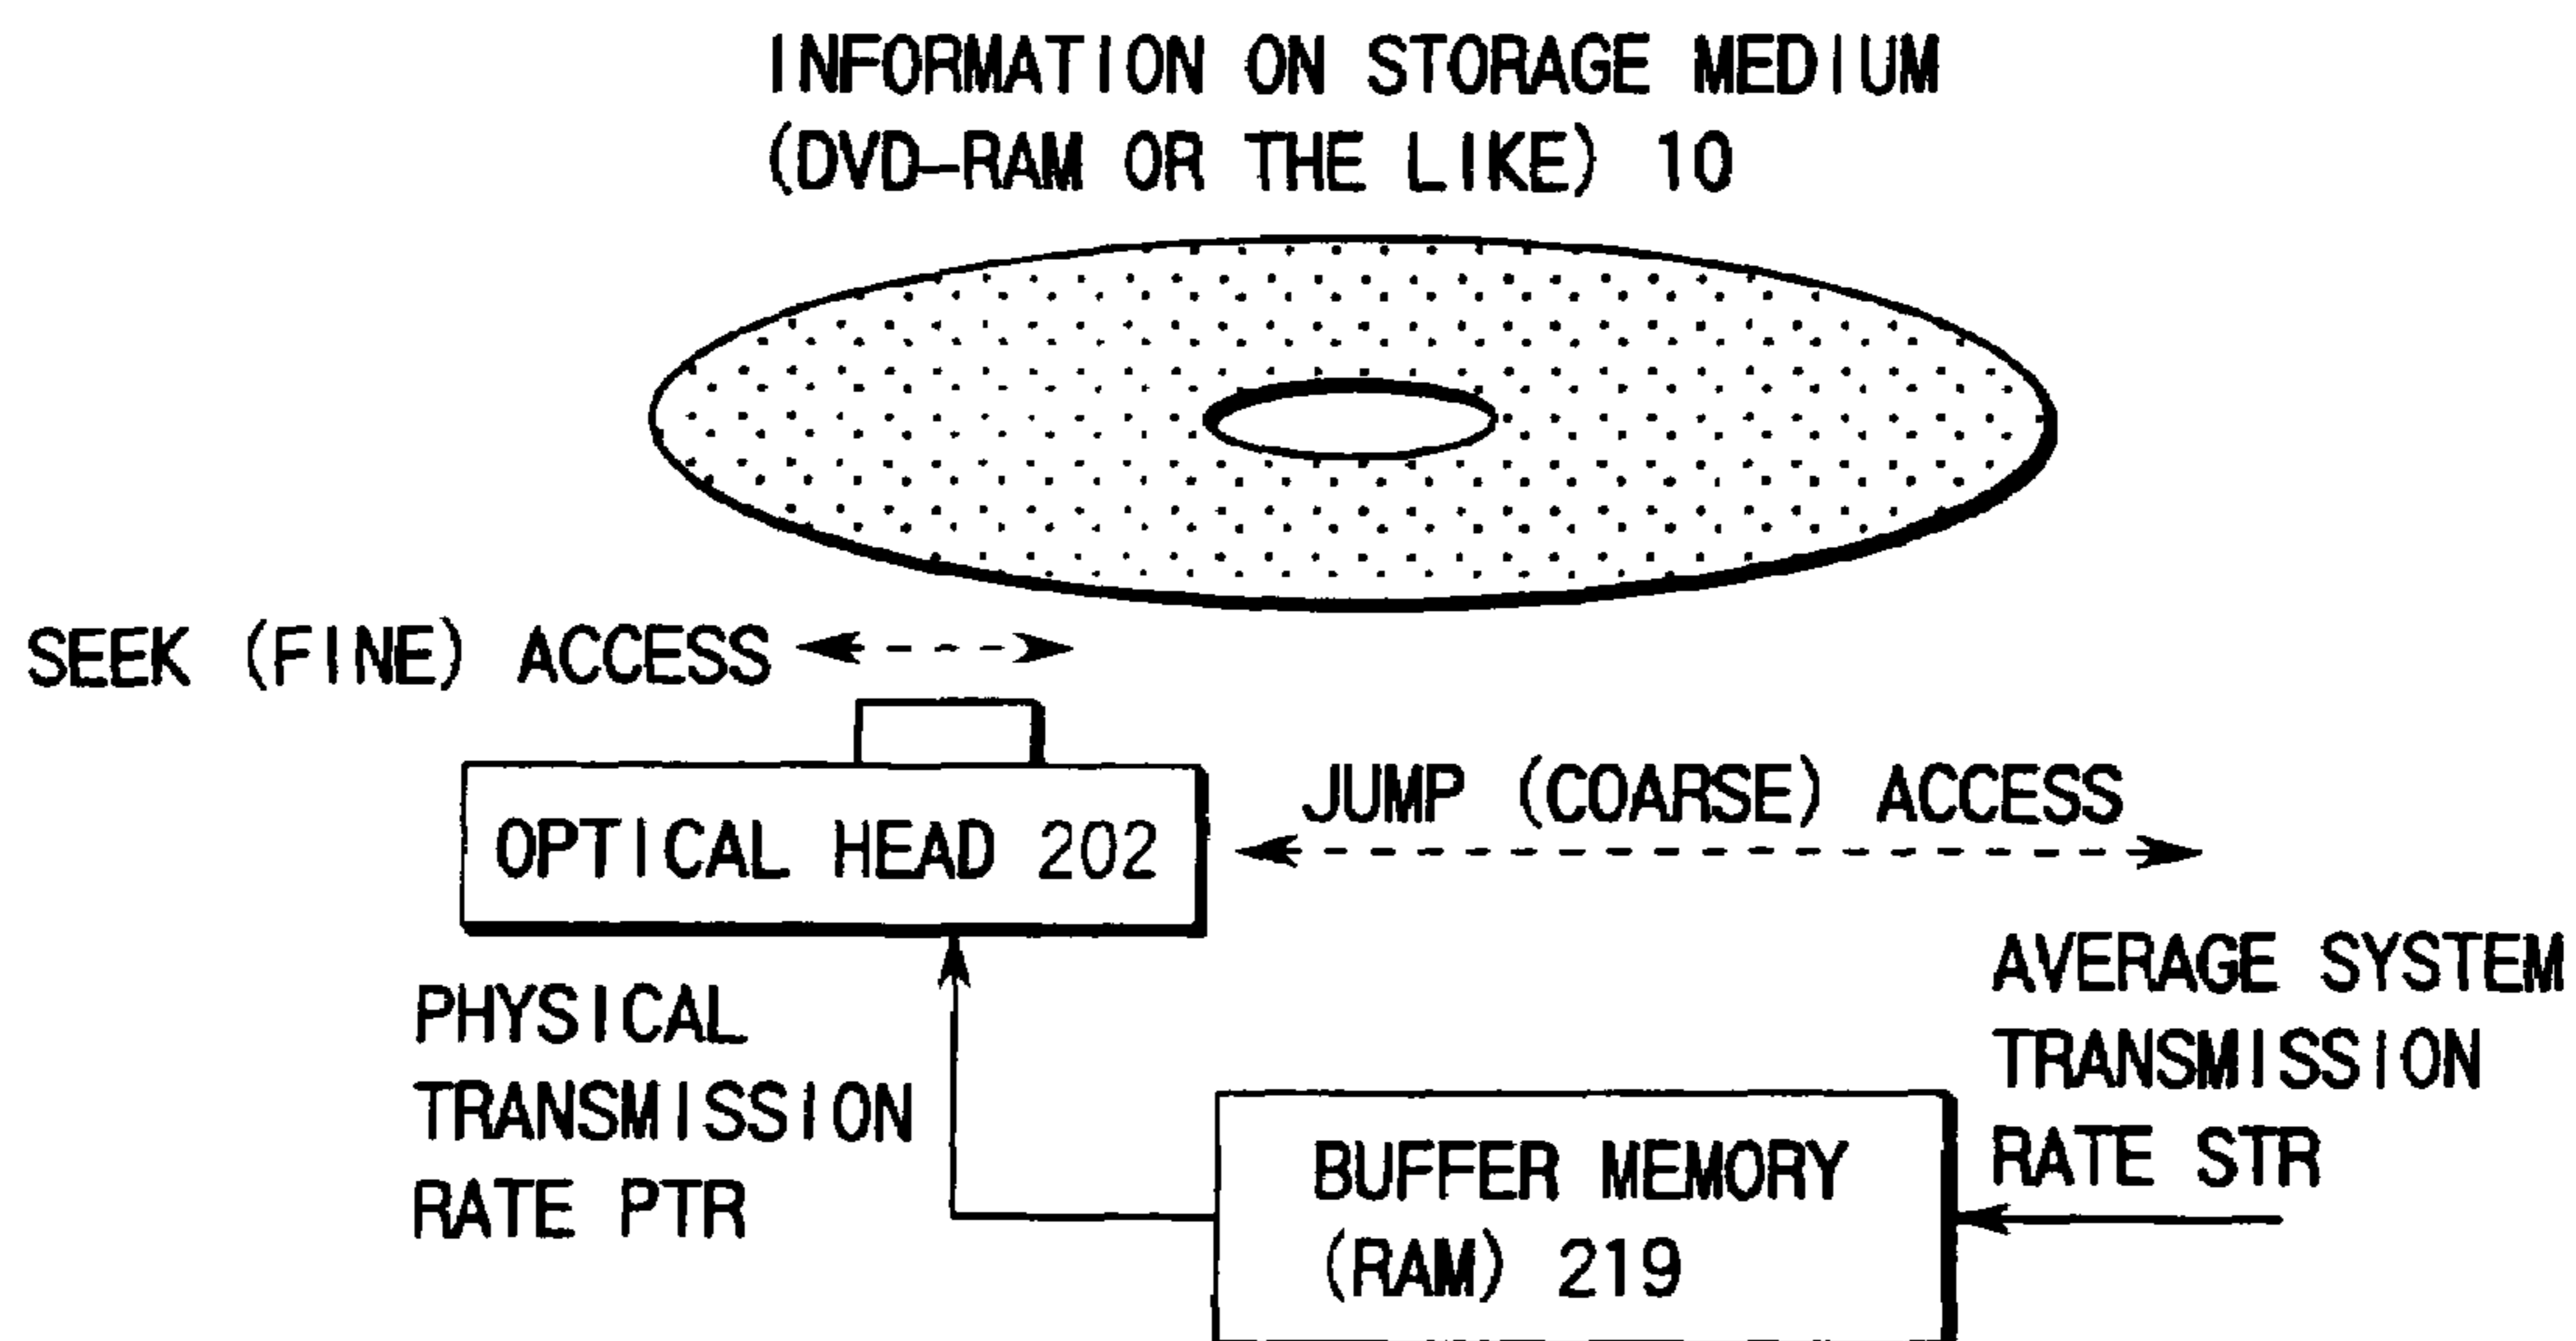 INFORMATION ON STORAGE MEDIUM
(DVD-RAM OR THE LIKE) 10
SEEK (FINE) ACCESS
JUMP (COARSE) ACCESS
OPTICAL HEAD 202
PHYSICAL
TRANSMISSION
RATE PTR
AVERAGE SYSTEM
TRANSMISSION
RATE STR
BUFFER MEMORY
(RAM) 219